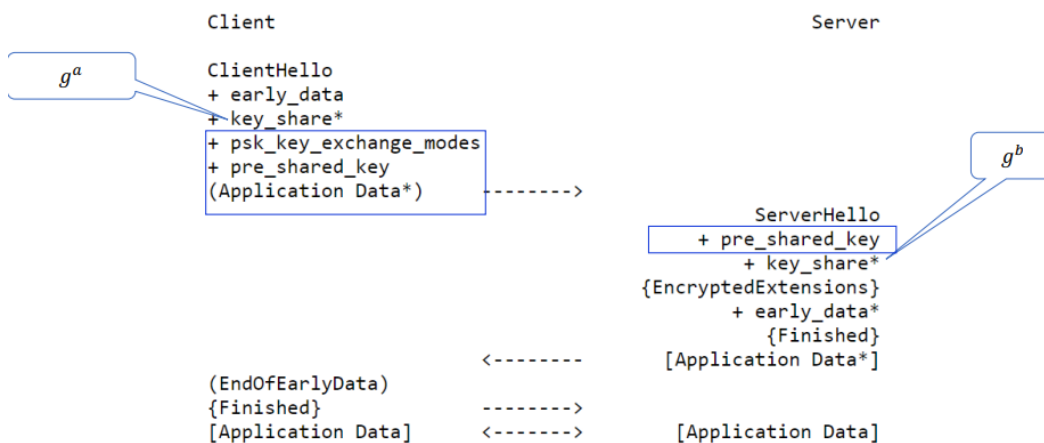 Client Server
ClientHello
g^a
+ early_data
+ key_share*
+ psk_key_exchange_modes
+ pre_shared_key
g^b
(Application Data*) -------->
ServerHello
+ pre_shared_key
+ key_share*
{EncryptedExtensions}
+ early_data*
{Finished}
<-------- [Application Data*]
(EndOfEarlyData)
{Finished} -------->
[Application Data] <-------> [Application Data]